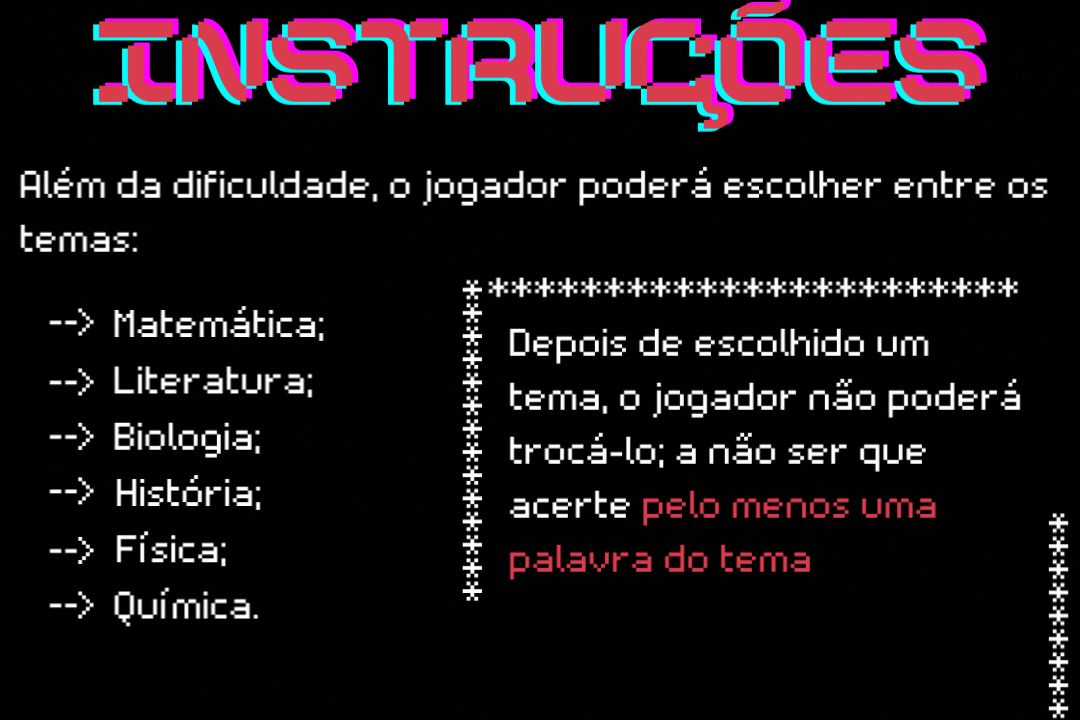 INSTRUÇÕES
Além da dificuldade, o jogador poderá escolher entre os
temas:
--> Matemática;
--> Literatura;
--> Biologia;
--> História;
--> Física;
--> Química.
***********************
Depois de escolhido um
tema, o jogador não poderá
trocá-lo; a não ser que
acerte pelo menos uma
palavra do tema